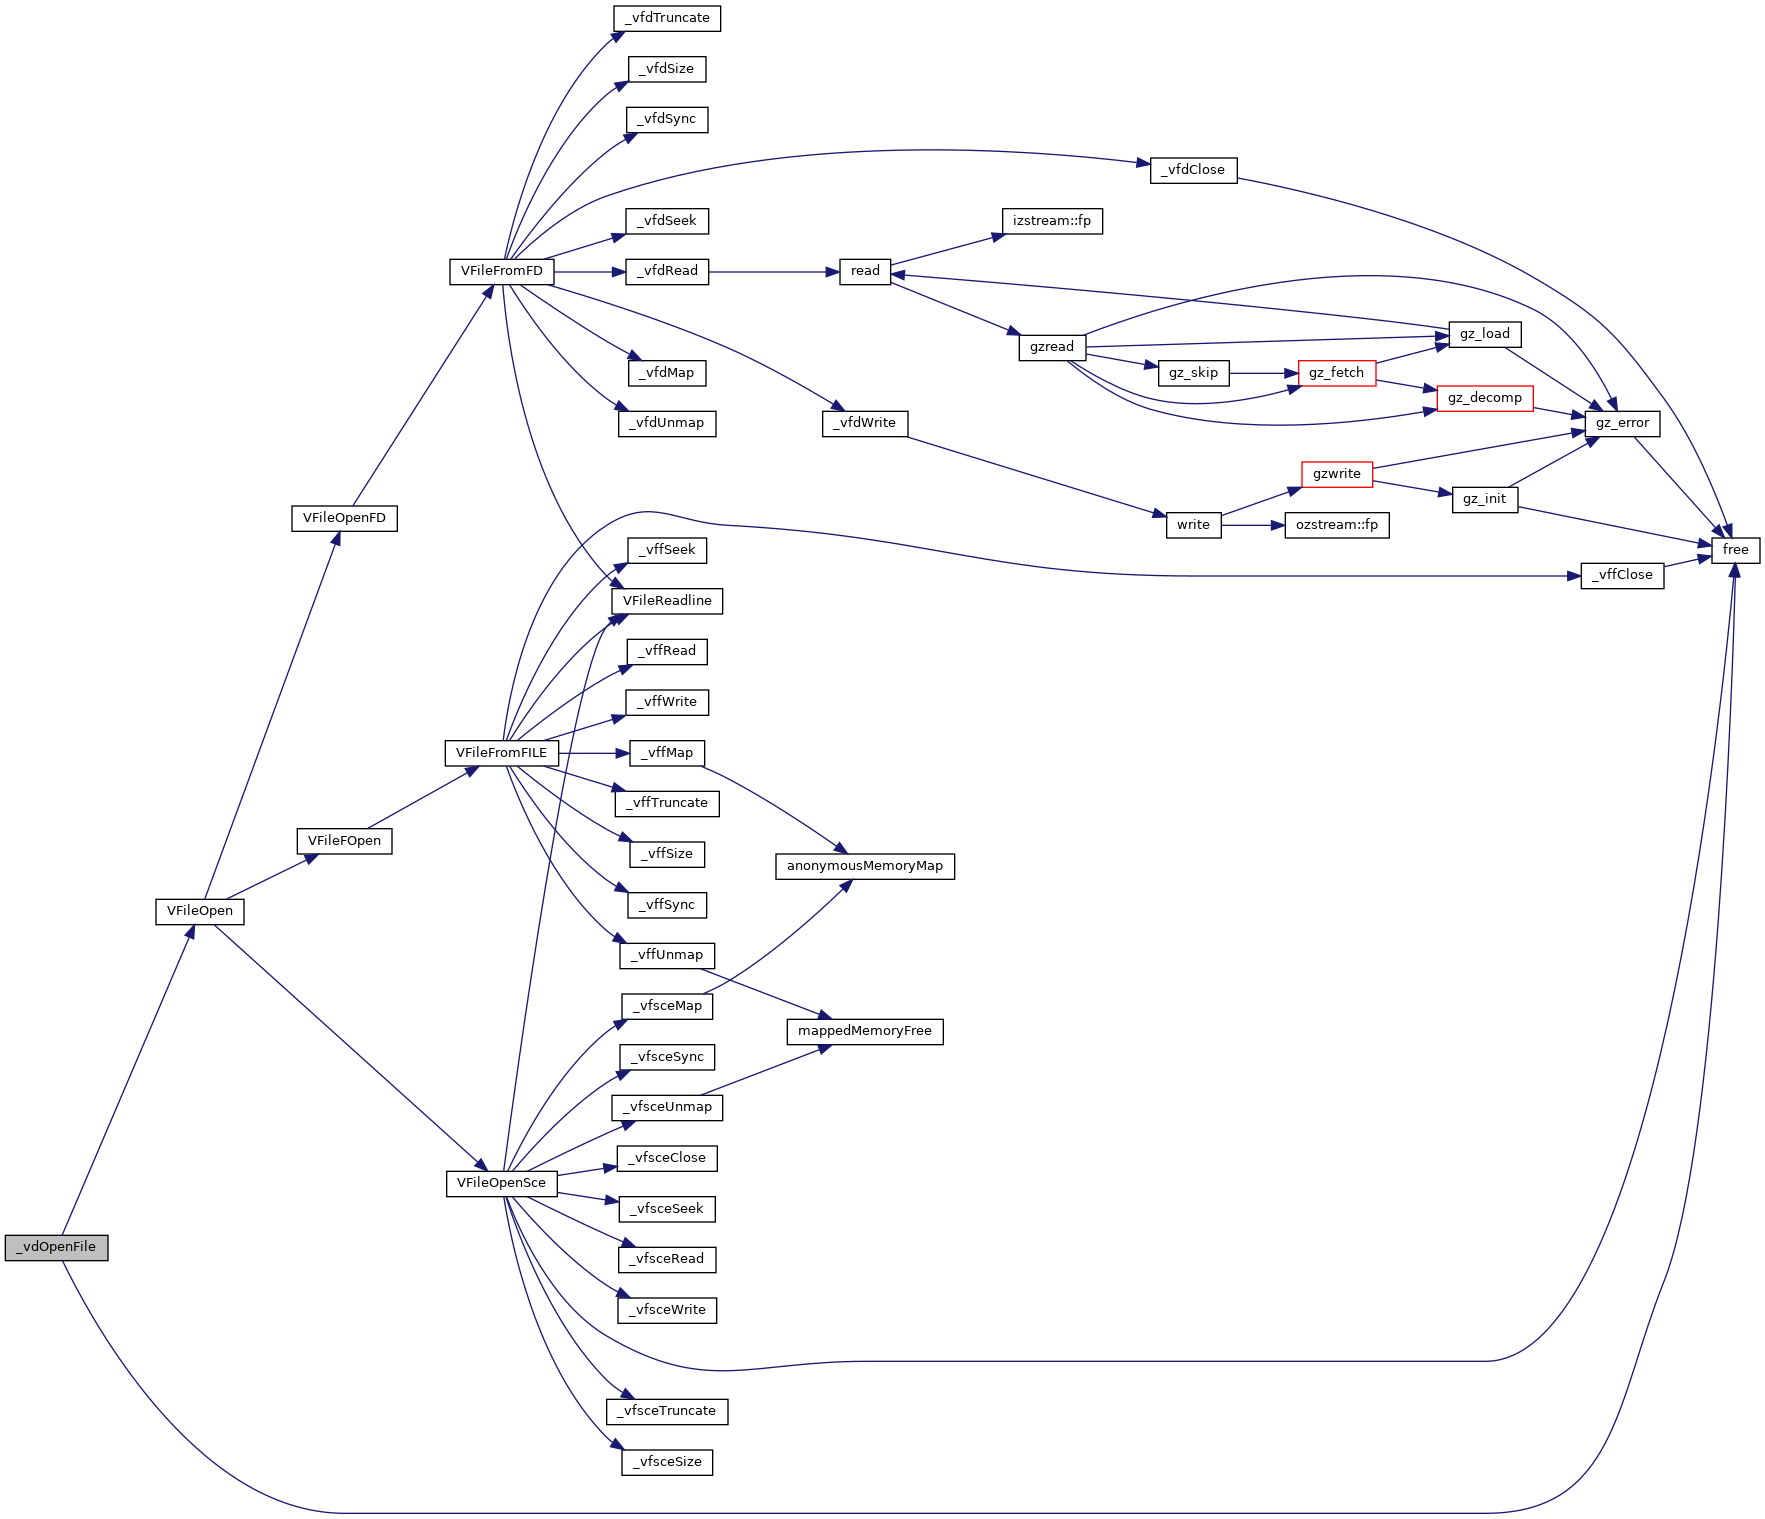 _vfdTruncate
_vfdSize
_vfdSync
_vfdClose
_vfdSeek
izstream::fp
VFileFromFD
_vfdRead
read
gz_load
gzread
_vfdMap
gz_skip
gz_fetch
gz_decomp
_vfdUnmap
_vfdWrite
gz_error
gzwrite
gz_init
VFileOpenFD
write
ozstream::fp
_vffSeek
free
_vffClose
VFileReadline
_vffRead
_vffWrite
VFileFromFILE
_vffMap
_vffTruncate
VFileFOpen
_vffSize
anonymousMemoryMap
_vffSync
VFileOpen
_vffUnmap
_vfsceMap
mappedMemoryFree
_vfsceSync
_vfsceUnmap
_vfsceClose
VFileOpenSce
_vfsceSeek
_vdOpenFile
_vfsceRead
_vfsceWrite
_vfsceTruncate
_vfsceSize